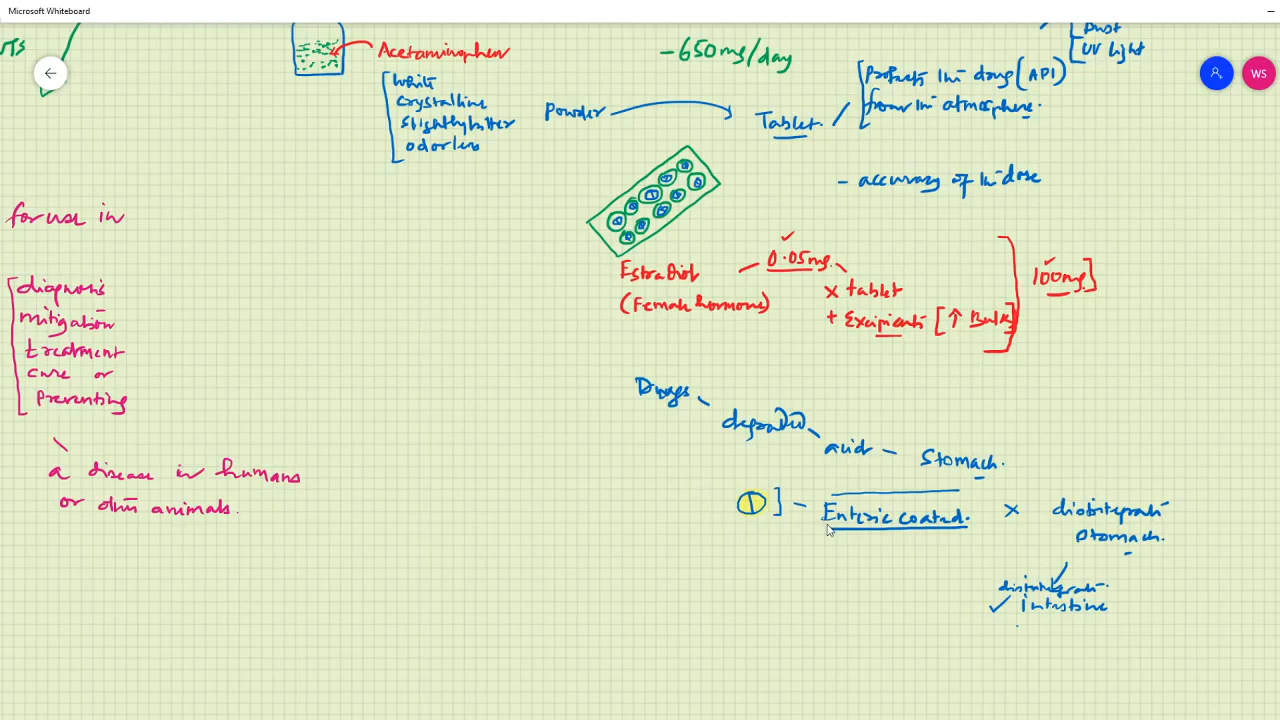 Microsoft Whiteboard
WS
Acetaminophen
white
crystalline
slightly bitter
odorless
- 650 mg/day
Powder
Tablet.
Dust
UV light
protects the drug (API)
from the atmosphere.
- accuracy of the dose
for use in
diagnosis
mitigation
treatment
cure or
preventing
a disease in humans
or other animals.
Estradiol
(Female hormone)
0.05mg.
x tablet
+ Excipients [↑ Bulk]
100mg]
Drugs
degraded
acid - Stomach.
Enteric coated. x
stomach.
intestine